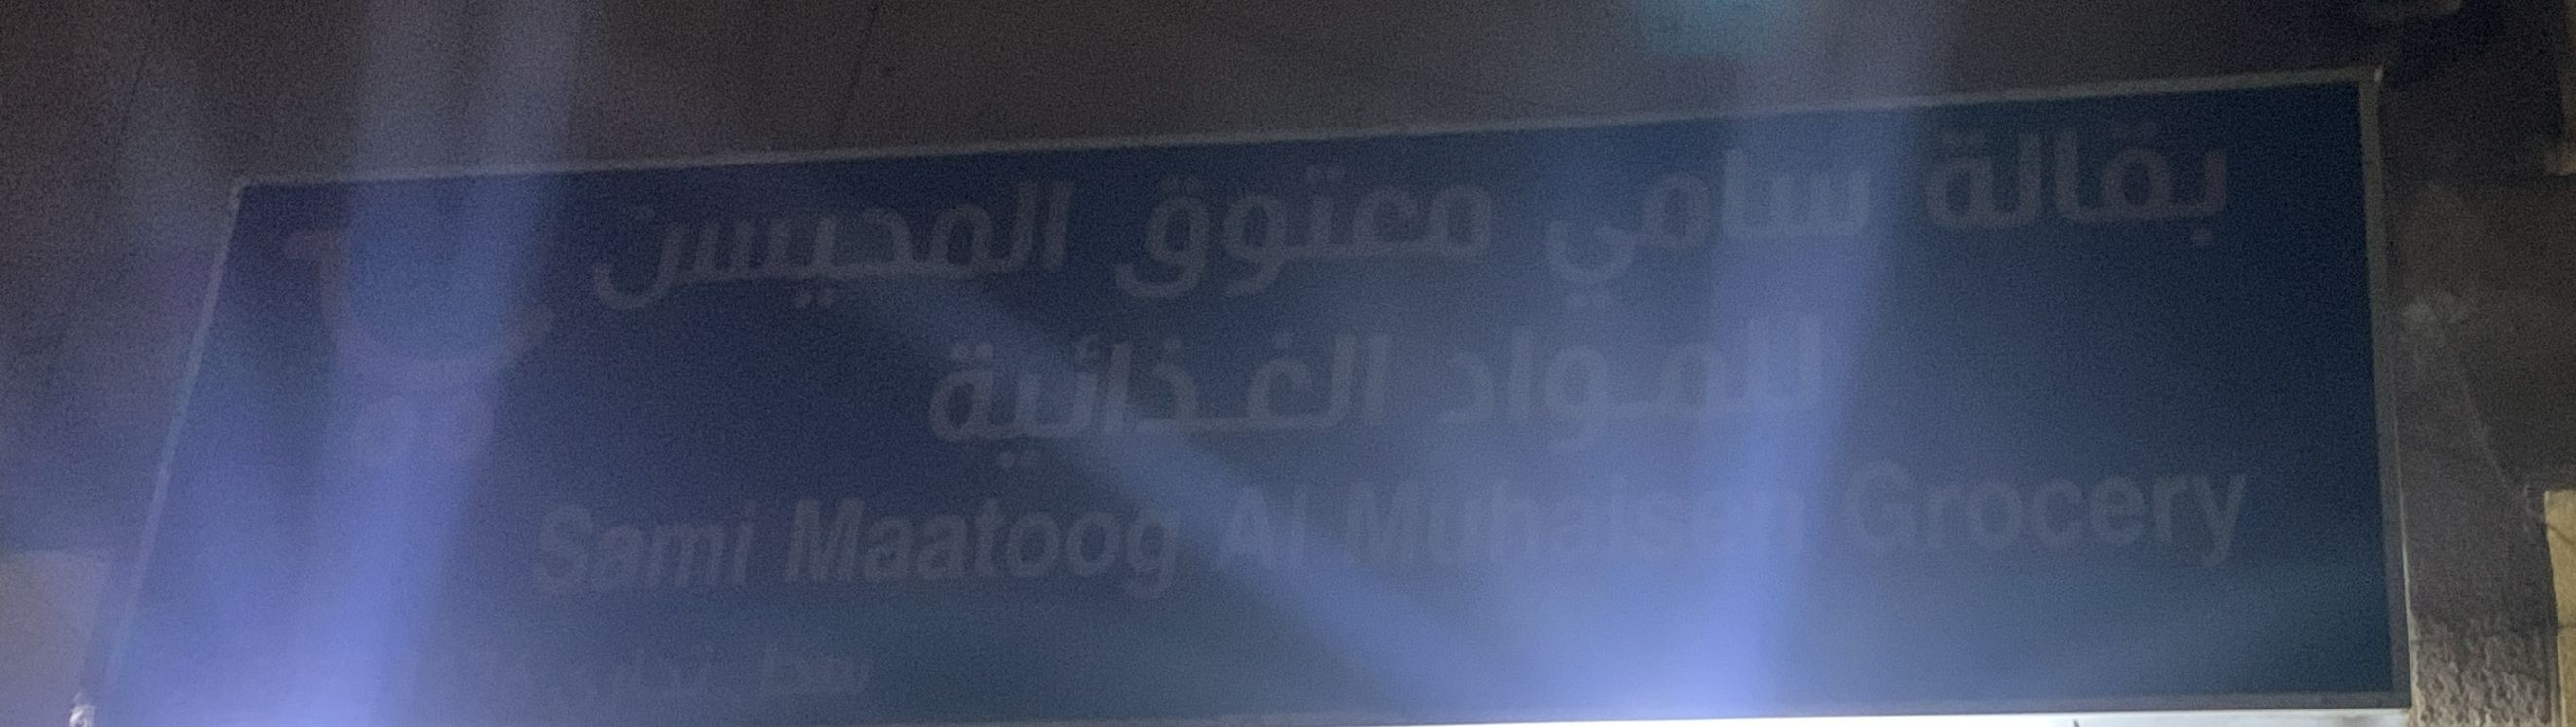 بقالة سامي معتوق المحيسن
للمواد الغذائية
Sami Maatoog Al Muhaisen Grocery